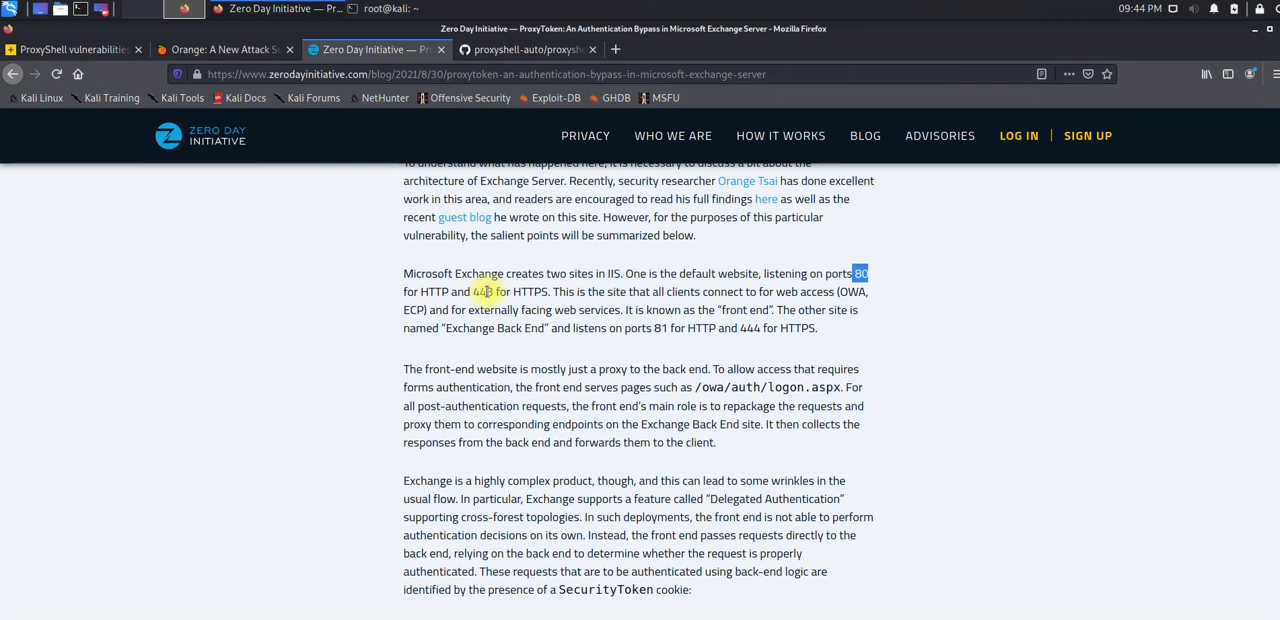 Zero Day Initiative — Pr...
root@kali: ~
09:44 PM
Zero Day Initiative — ProxyToken: An Authentication Bypass in Microsoft Exchange Server - Mozilla Firefox
ProxyShell vulnerabilities
Orange: A New Attack Su
Zero Day Initiative — Pro
proxyshell-auto/proxysh
https://www.zerodayinitiative.com/blog/2021/8/30/proxytoken-an-authentication-bypass-in-microsoft-exchange-server
Kali Linux Kali Training Kali Tools Kali Docs Kali Forums NetHunter Offensive Security Exploit-DB GHDB MSFU
ZERO DAY
INITIATIVE
PRIVACY WHO WE ARE HOW IT WORKS BLOG ADVISORIES LOG IN | SIGN UP
To understand what has happened here, it is necessary to discuss a bit about the
architecture of Exchange Server. Recently, security researcher Orange Tsai has done excellent
work in this area, and readers are encouraged to read his full findings here as well as the
recent guest blog he wrote on this site. However, for the purposes of this particular
vulnerability, the salient points will be summarized below.
Microsoft Exchange creates two sites in IIS. One is the default website, listening on ports 80
for HTTP and 443 for HTTPS. This is the site that all clients connect to for web access (OWA,
ECP) and for externally facing web services. It is known as the “front end”. The other site is
named “Exchange Back End” and listens on ports 81 for HTTP and 444 for HTTPS.
The front-end website is mostly just a proxy to the back end. To allow access that requires
forms authentication, the front end serves pages such as /owa/auth/logon.aspx. For
all post-authentication requests, the front end’s main role is to repackage the requests and
proxy them to corresponding endpoints on the Exchange Back End site. It then collects the
responses from the back end and forwards them to the client.
Exchange is a highly complex product, though, and this can lead to some wrinkles in the
usual flow. In particular, Exchange supports a feature called “Delegated Authentication”
supporting cross-forest topologies. In such deployments, the front end is not able to perform
authentication decisions on its own. Instead, the front end passes requests directly to the
back end, relying on the back end to determine whether the request is properly
authenticated. These requests that are to be authenticated using back-end logic are
identified by the presence of a SecurityToken cookie: